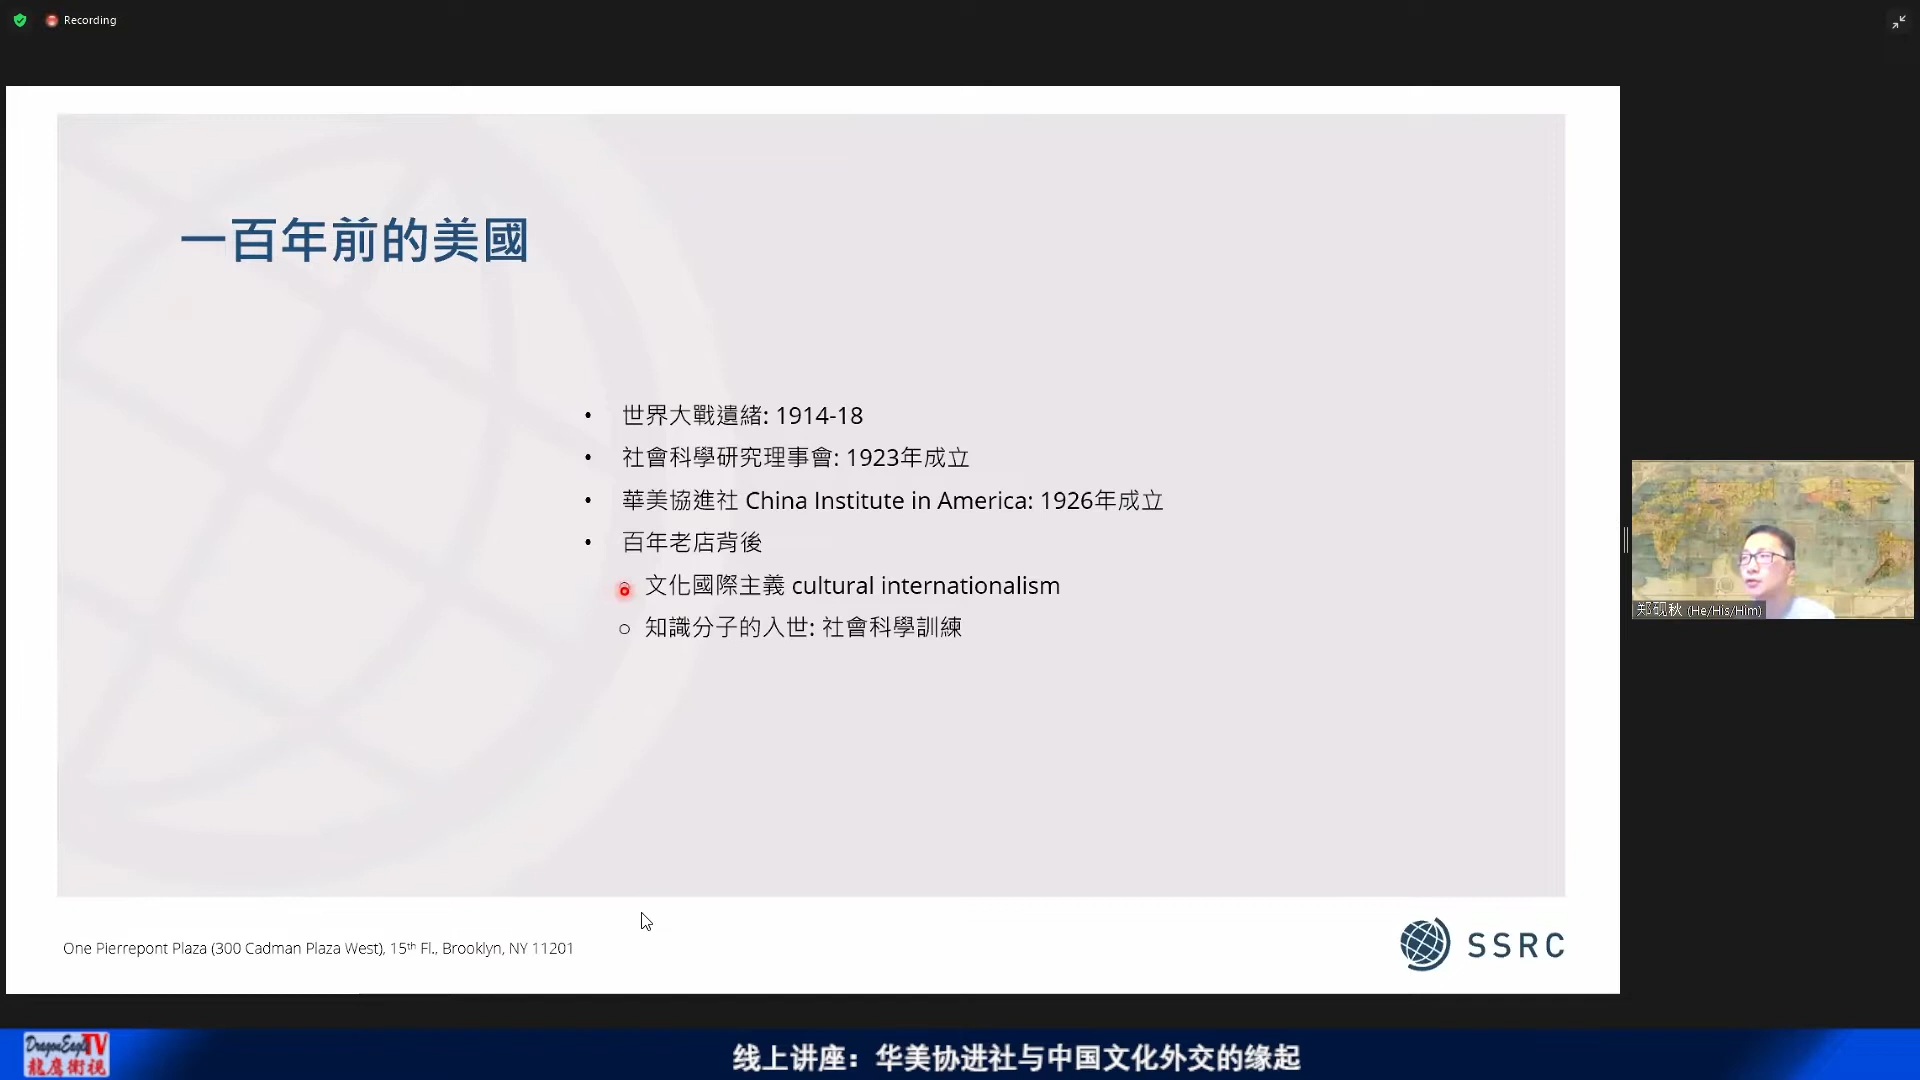 Recording
一百年前的美國
• 世界大戰遺緒: 1914-18
• 社會科學研究理事會: 1923年成立
• 華美協進社 China Institute in America: 1926年成立
• 百年老店背後
文化國際主義 cultural internationalism
○ 知識分子的入世: 社會科學訓練
郑砚秋 (He/His/Him)
One Pierrepont Plaza (300 Cadman Plaza West), 15th Fl., Brooklyn, NY 11201
SSRC
DragonEagleTV
龍鹰衛視
线上讲座：华美协进社与中国文化外交的缘起